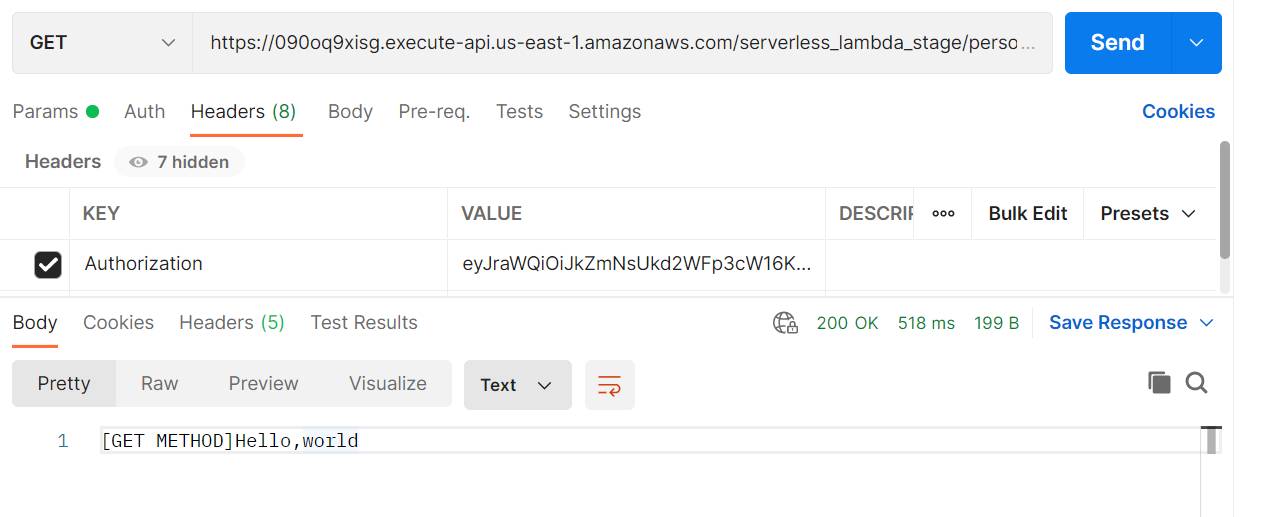 GET https://090oq9xisg.execute-api.us-east-1.amazonaws.com/serverless_lambda_stage/perso... Send
Params Auth Headers (8) Body Pre-req. Tests Settings Cookies
Headers 7 hidden
KEY VALUE DESCRIP ooo Bulk Edit Presets
Authorization eyJraWQiOiJkZmNsUkd2WFp3cW16K...
Body Cookies Headers (5) Test Results 200 OK 518 ms 199 B Save Response
Pretty Raw Preview Visualize Text
1 [GET METHOD]Hello,world